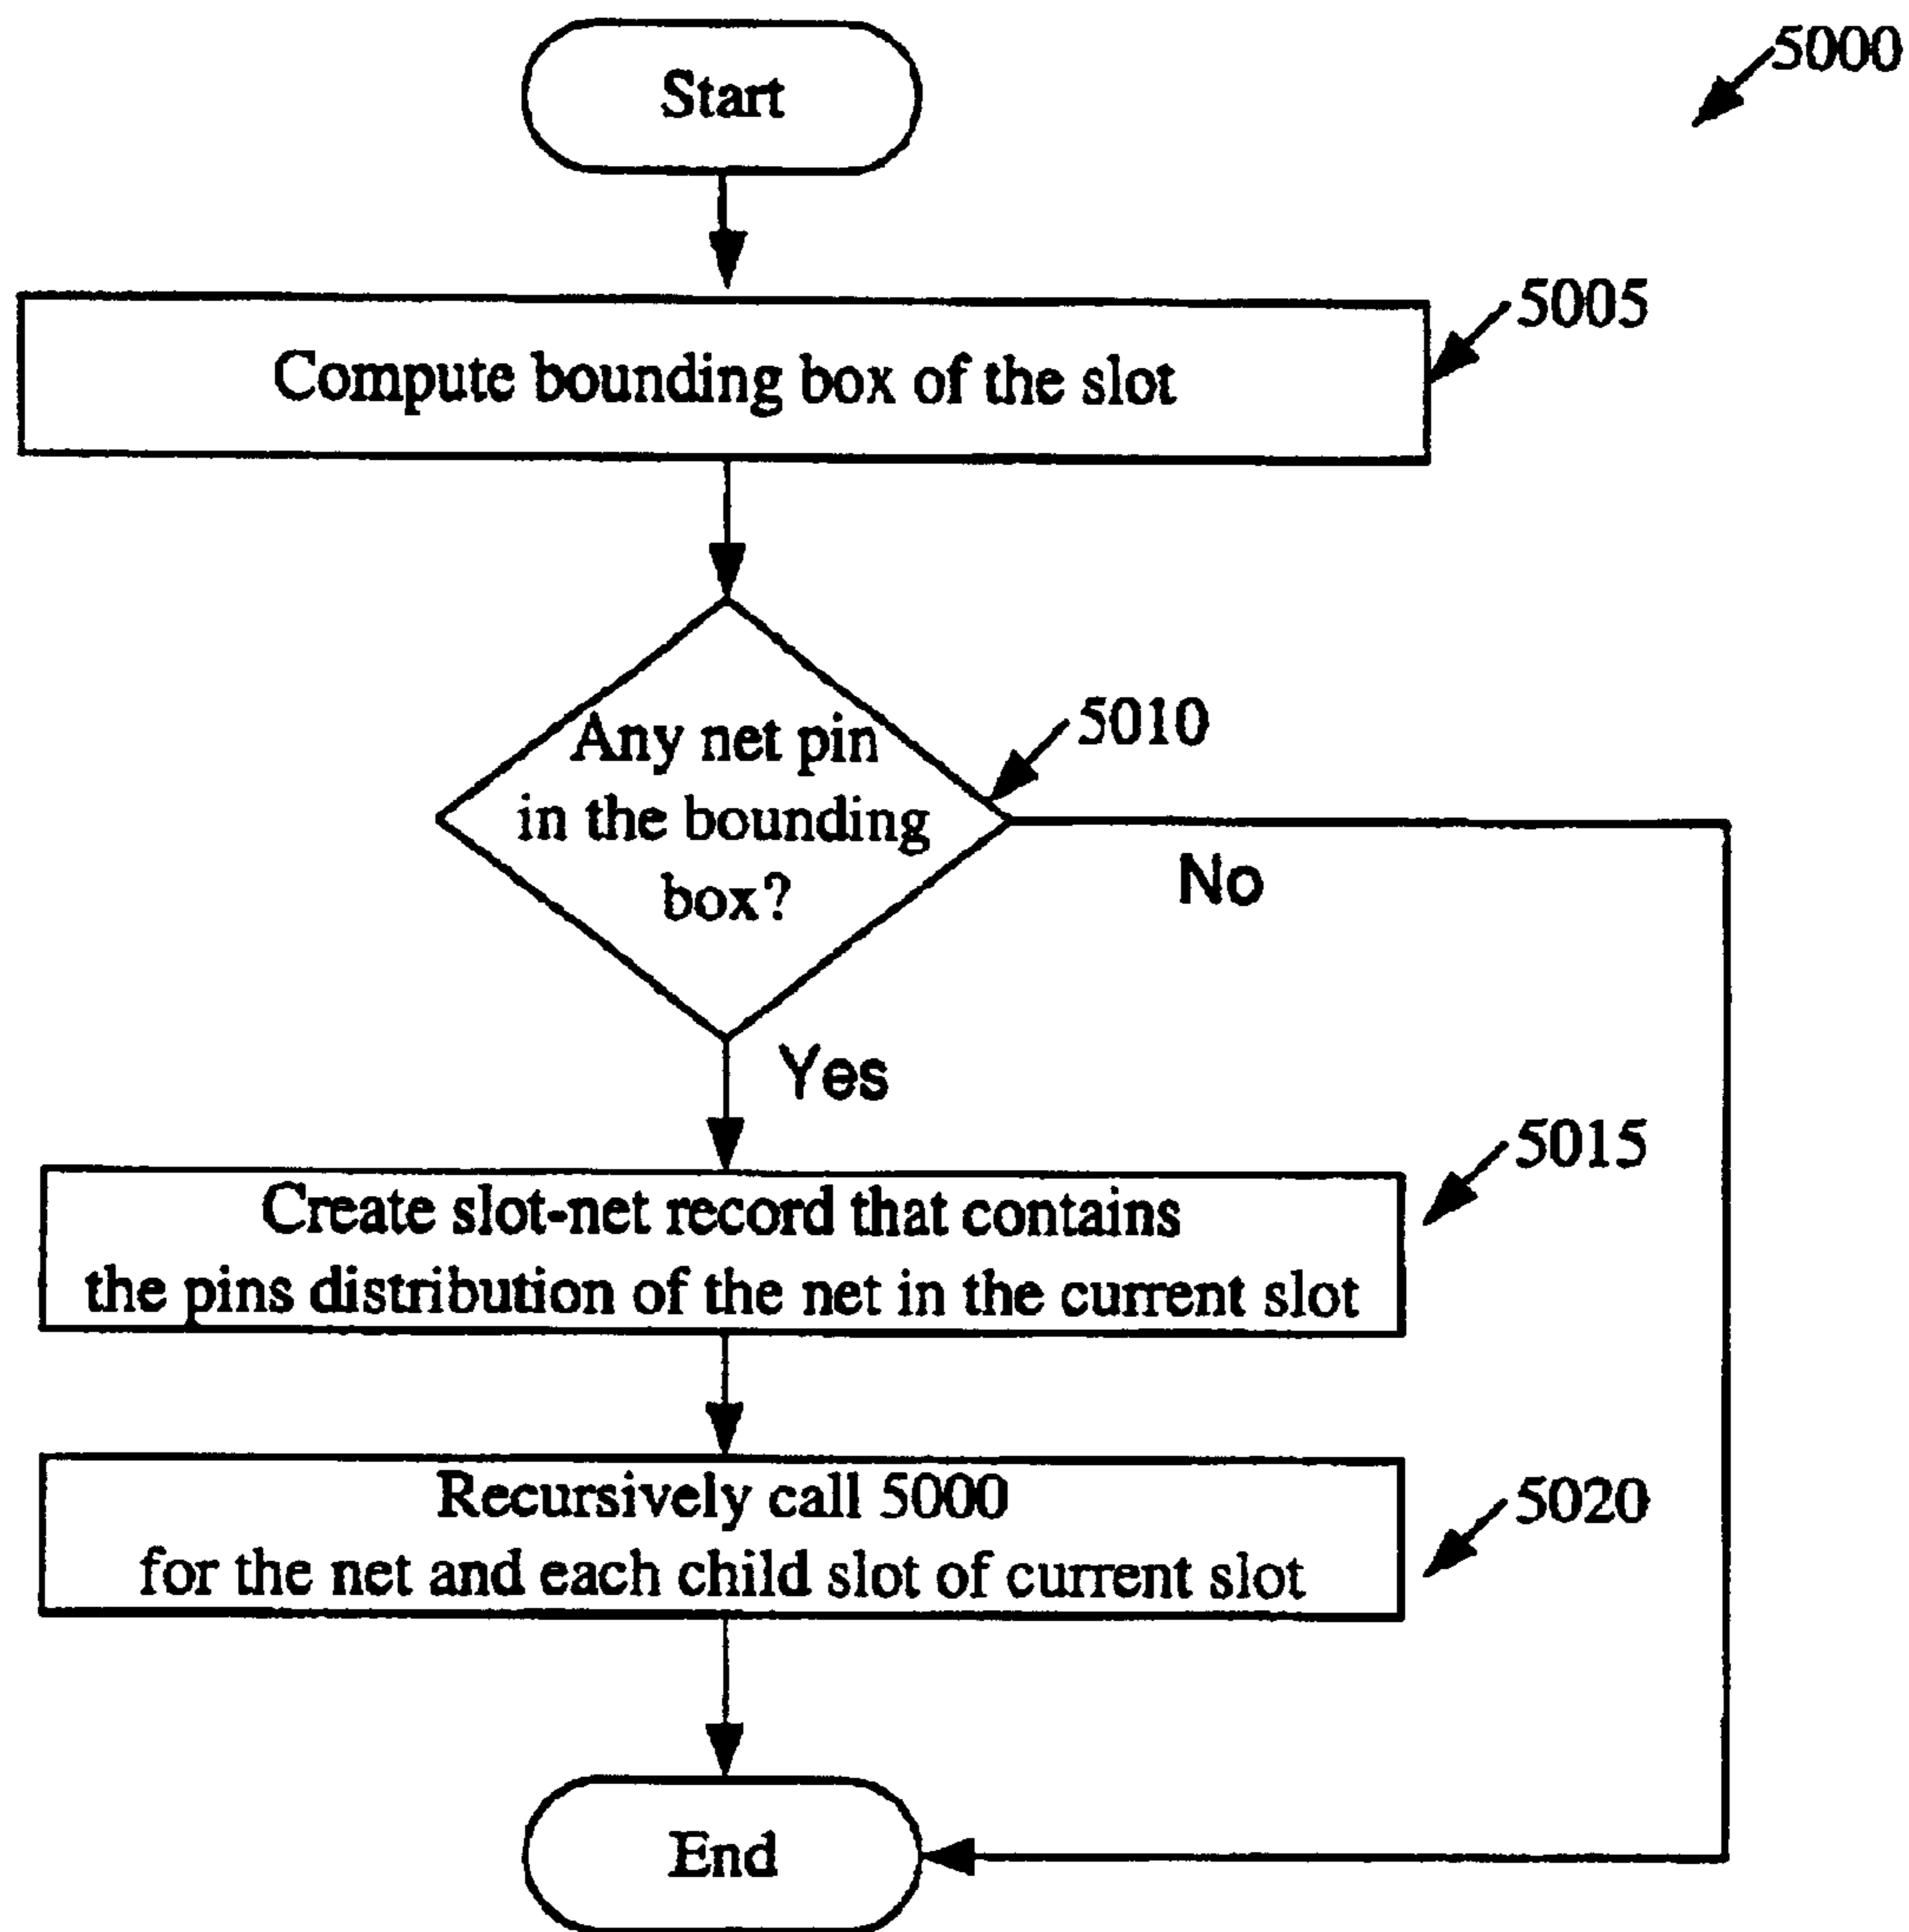 Start
5000
Compute bounding box of the slot
5005
Any net pin
in the bounding
box?
5010
No
Yes
Create slot-net record that contains
the pins distribution of the net in the current slot
5015
Recursively call 5000
for the net and each child slot of current slot
5020
End